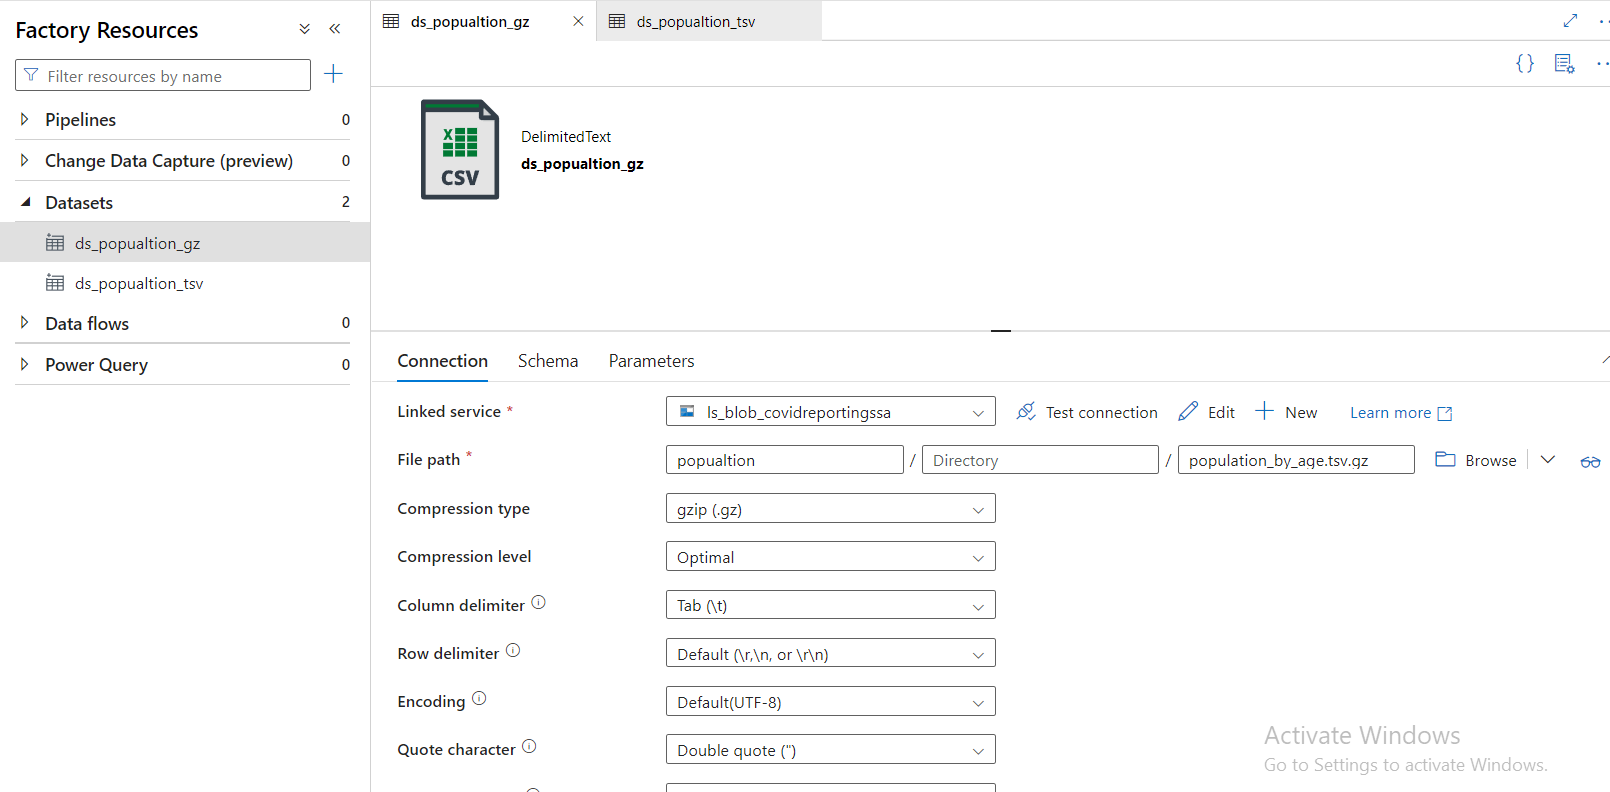 Factory Resources
Filter resources by name
Pipelines 0
Change Data Capture (preview) 0
Datasets 2
ds_popualtion_gz
ds_popualtion_tsv
Data flows 0
Power Query 0
ds_popualtion_gz ds_popualtion_tsv
{}
X
CSV
DelimitedText
ds_popualtion_gz
Connection Schema Parameters
Linked service * ls_blob_covidreportingssa Test connection Edit New Learn more
File path * popualtion / Directory / population_by_age.tsv.gz Browse
Compression type gzip (.gz)
Compression level Optimal
Column delimiter Tab (\t)
Row delimiter Default (\r,\n, or \r\n)
Encoding Default(UTF-8)
Quote character Double quote (")
Activate Windows
Go to Settings to activate Windows.